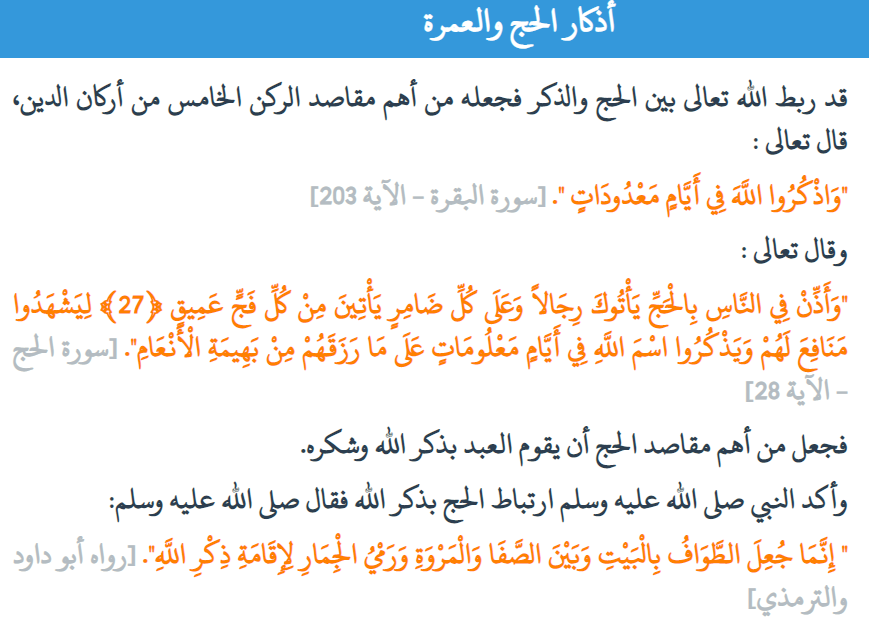 أذكار الحج والعمرة
قد ربط الله تعالى بين الحج والذكر فجعله من أهم مقاصد الركن الخامس من أركان الدين،
قال تعالى :
"وَاذْكُرُوا اللَّهَ فِي أَيَّامٍ مَعْدُودَاتٍ ". [سورة البقرة – الآية 203]
وقال تعالى :
"وَأَذِّنْ فِي النَّاسِ بِالْحَجِّ يَأْتُوكَ رِجَالاً وَعَلَى كُلِّ ضَامِرٍ يَأْتِينَ مِنْ كُلِّ فَجٍّ عَمِيقٍ ﴿27﴾ لِيَشْهَدُوا
مَنَافِعَ لَهُمْ وَيَذْكُرُوا اسْمَ اللَّهِ فِي أَيَّامٍ مَعْلُومَاتٍ عَلَى مَا رَزَقَهُمْ مِنْ بَهِيمَةِ الْأَنْعَامِ". [سورة الحج
– الآية 28]
فجعل من أهم مقاصد الحج أن يقوم العبد بذكر الله وشكره.
وأكد النبي صلى الله عليه وسلم ارتباط الحج بذكر الله فقال صلى الله عليه وسلم:
" إِنَّمَا جُعِلَ الطَّوَافُ بِالْبَيْتِ وَبَيْنَ الصَّفَا وَالْمَرْوَةِ وَرَمْيُ الْجِمَارِ لِإِقَامَةِ ذِكْرِ اللَّهِ". [رواه أبو داود
والترمذي]